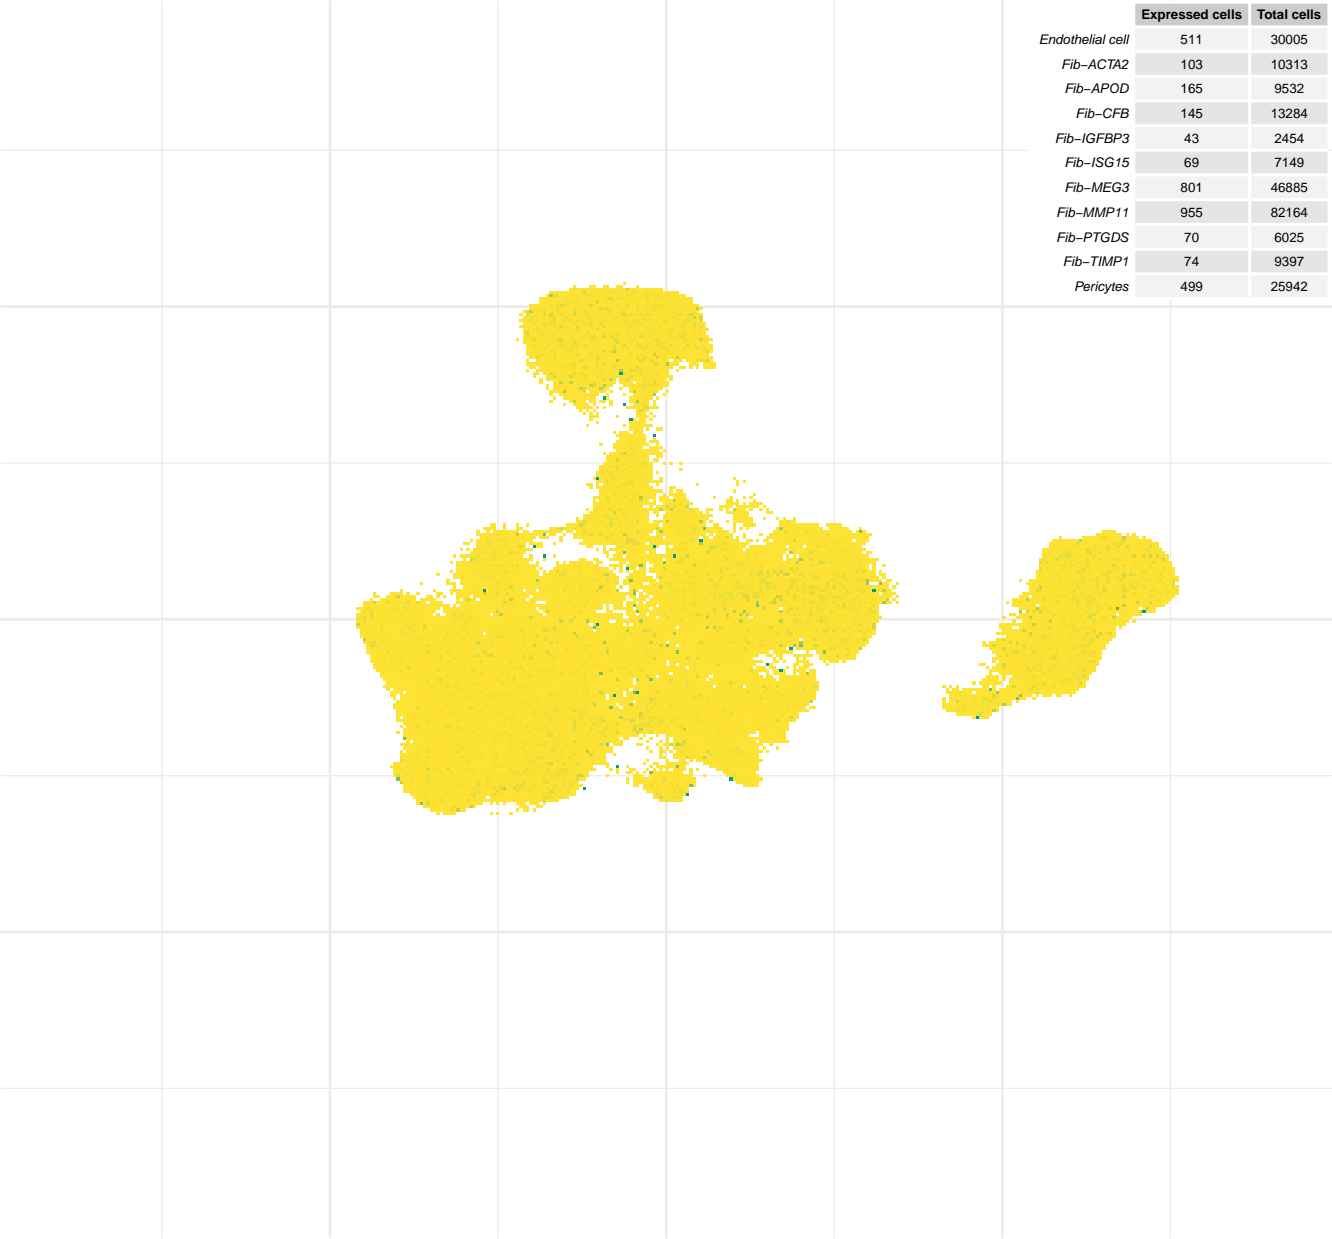 Expressed cells Total cells
Endothelial cell 511 30005
Fib−ACTA2 103 10313
Fib−APOD 165 9532
Fib−CFB 145 13284
Fib−IGFBP3 43 2454
Fib−ISG15 69 7149
Fib−MEG3 801 46885
Fib−MMP11 955 82164
Fib−PTGDS 70 6025
Fib−TIMP1 74 9397
Pericytes 499 25942